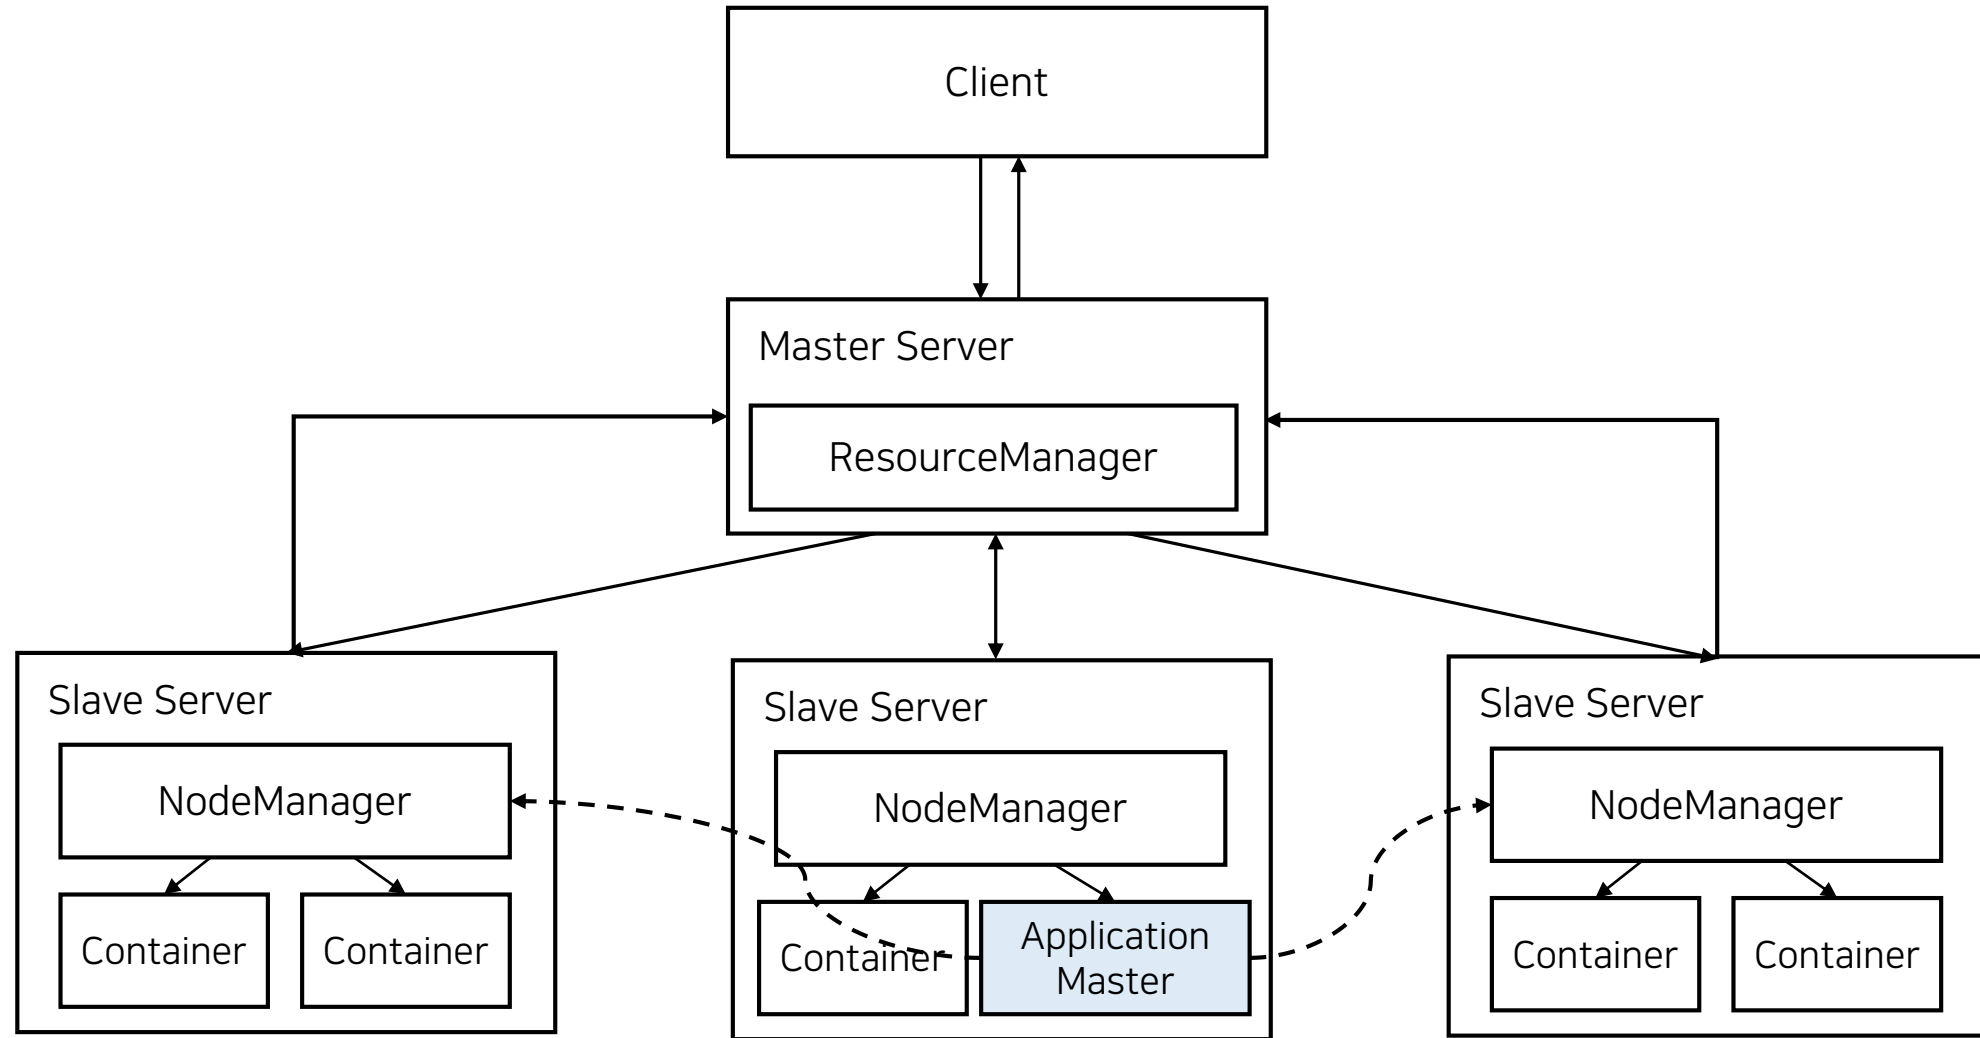 Client
Master Server
ResourceManager
Slave Server
NodeManager
Container
Container
Slave Server
NodeManager
Container
Application
Master
Slave Server
NodeManager
Container
Container